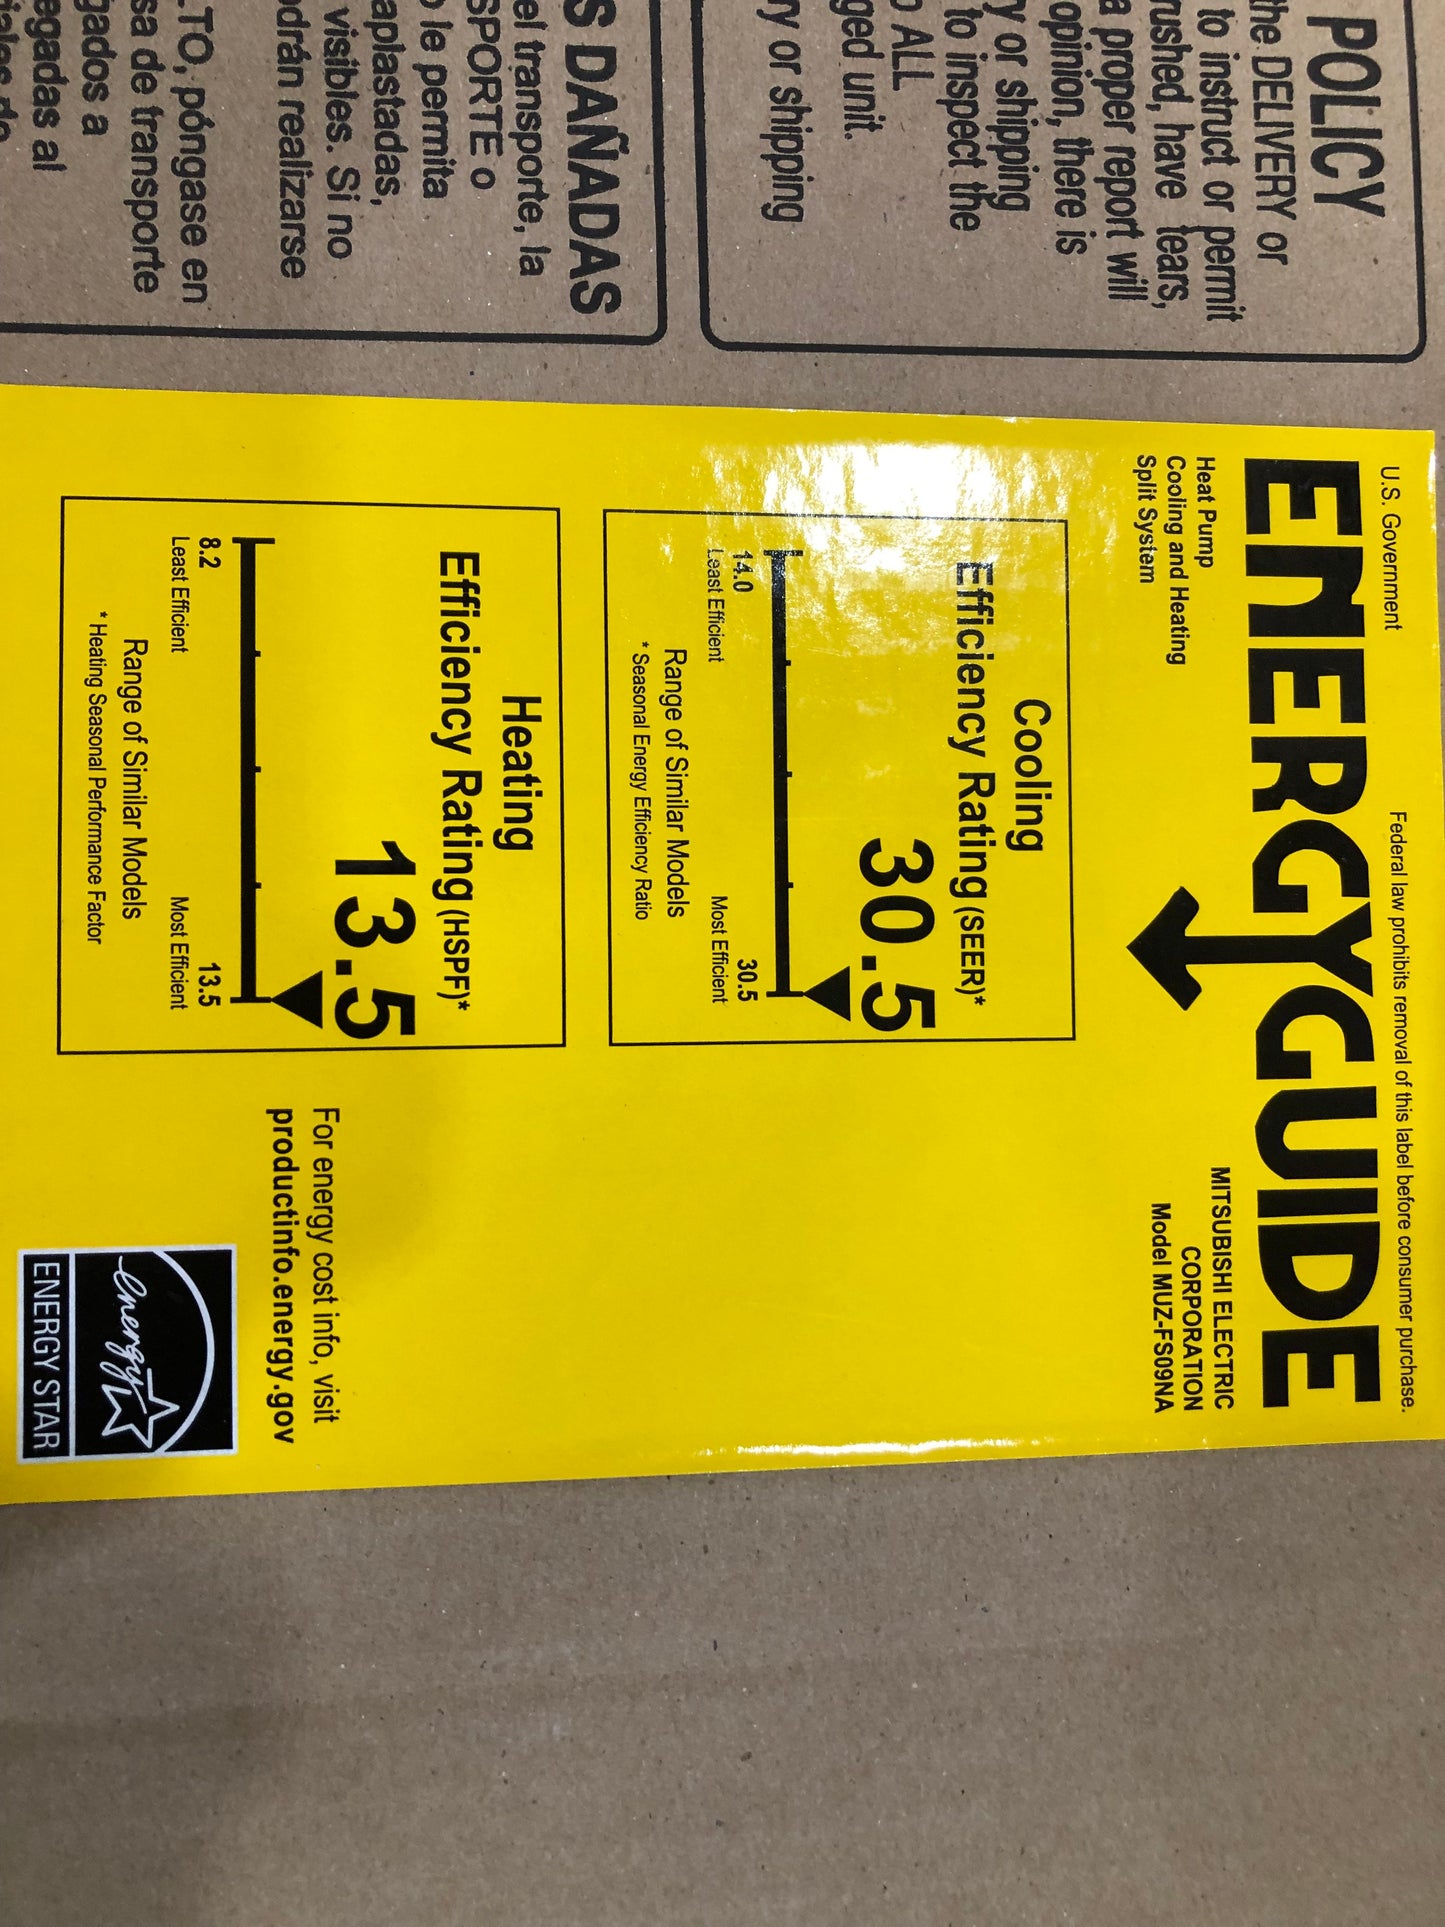 POLICY
the DELIVERY or
to instruct or permit
rushed, have tears,
a proper report will
opinion, there is
y or shipping
to inspect the
ALL
ged unit.
ry or shipping
S DAÑADAS
el transporte, la
SPORTE o
o le permita
aplastadas,
visibles. Si no
odrán realizarse
LTO, póngase en
sa de transporte
gados a
egadas al
U.S. Government
Federal law prohibits removal of this label before consumer purchase.
ENERGYGUIDE
Heat Pump
Cooling and Heating
Split System
MITSUBISHI ELECTRIC
CORPORATION
Model MUZ-FS09NA
Cooling
Efficiency Rating (SEER)*
30.5
14.0
Least Efficient
30.5
Most Efficient
Range of Similar Models
* Seasonal Energy Efficiency Ratio
Heating
Efficiency Rating (HSPF)*
13.5
8.2
Least Efficient
13.5
Most Efficient
Range of Similar Models
* Heating Seasonal Performance Factor
For energy cost info, visit
productinfo.energy.gov
energy
ENERGY STAR